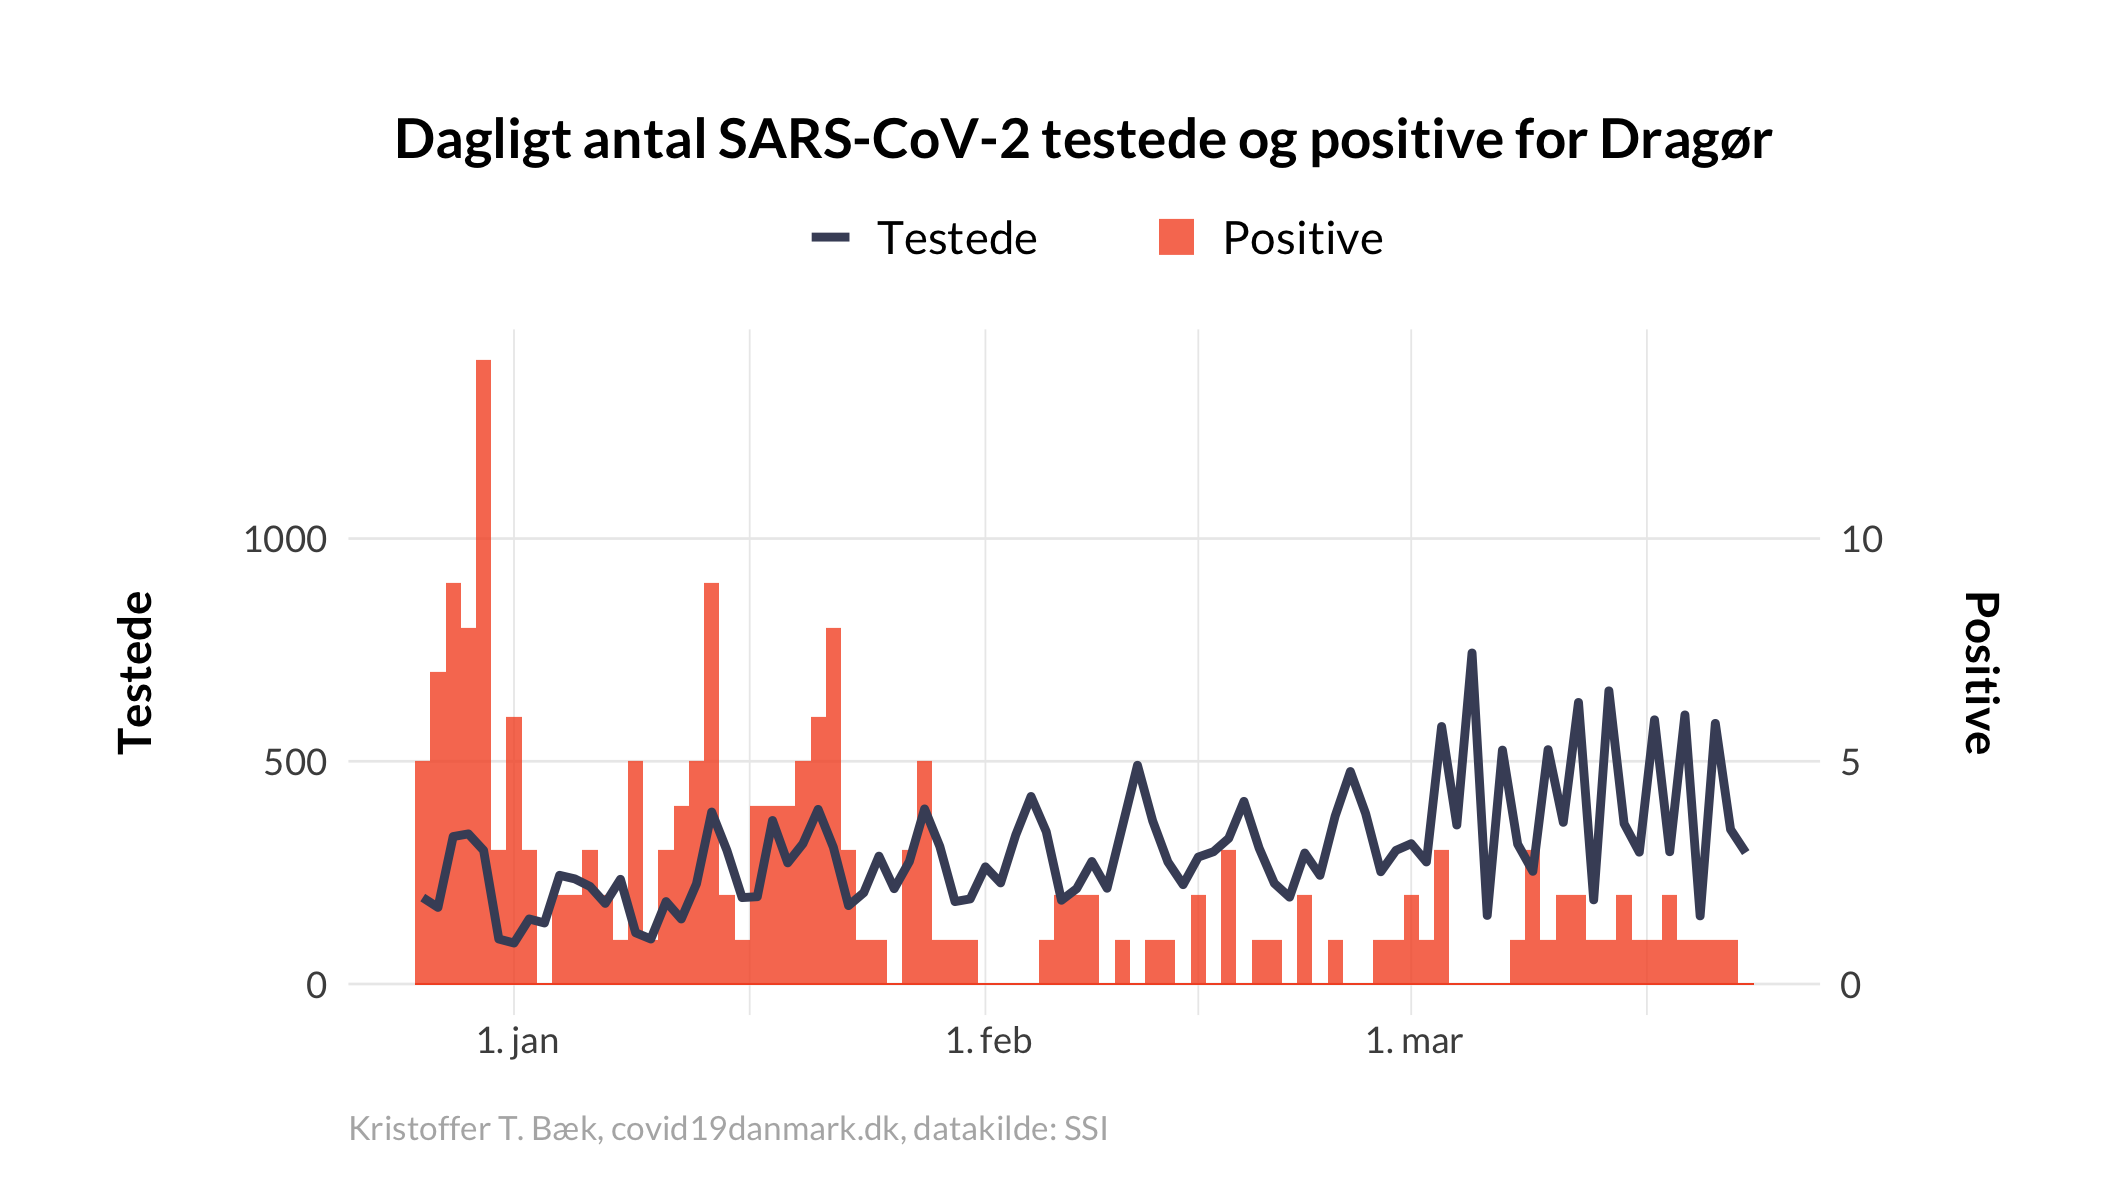 Dagligt antal SARS-CoV-2 testede og positive for Dragør
Testede
Positive
Testede
1000
500
0
10
5
0
Positive
1. jan
1. feb
1. mar
Kristoffer T. Bæk, covid19danmark.dk, datakilde: SSI